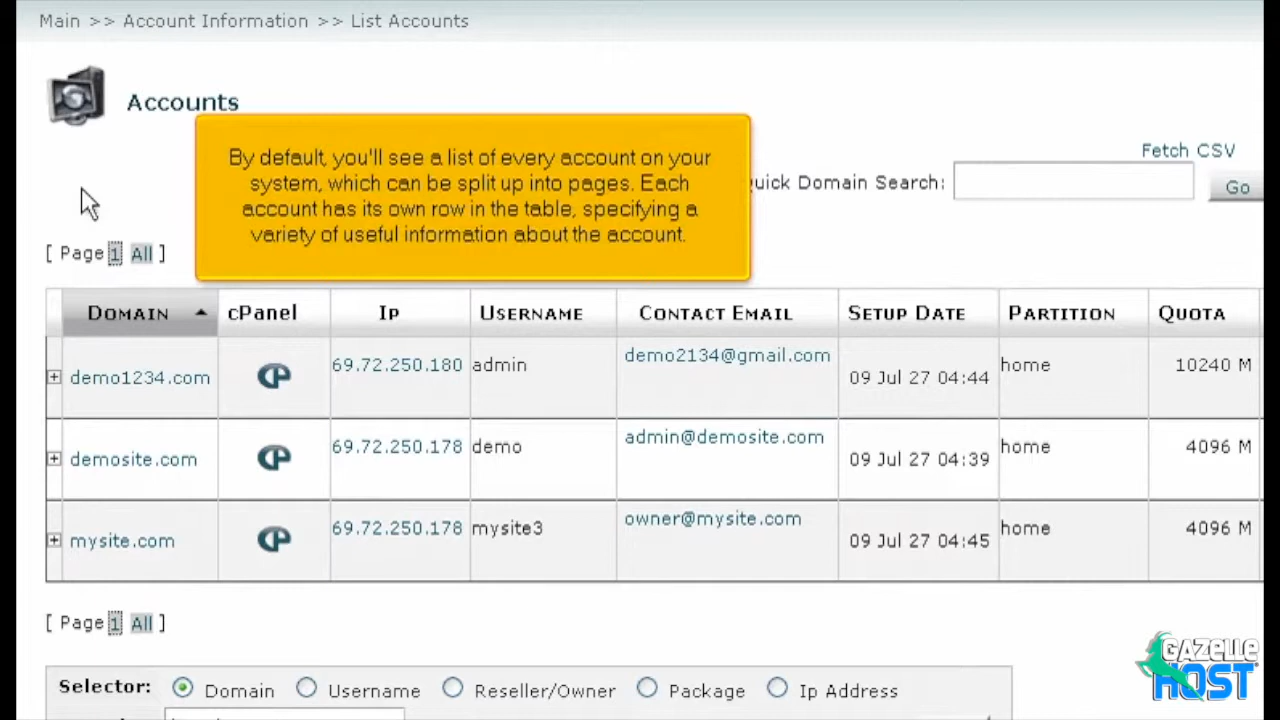 Main >> Account Information >> List Accounts
Accounts
By default, you'll see a list of every account on your
system, which can be split up into pages. Each
account has its own row in the table, specifying a
variety of useful information about the account.
Fetch CSV
uick Domain Search:
Go
[ Page 1 All ]
DOMAIN cPanel IP USERNAME CONTACT EMAIL SETUP DATE PARTITION QUOTA
demo1234.com 69.72.250.180 admin demo2134@gmail.com 09 Jul 27 04:44 home 10240 M
demosite.com 69.72.250.178 demo admin@demosite.com 09 Jul 27 04:39 home 4096 M
mysite.com 69.72.250.178 mysite3 owner@mysite.com 09 Jul 27 04:45 home 4096 M
[ Page 1 All ]
Selector: Domain Username Reseller/Owner Package Ip Address
GAZELLE
HOST